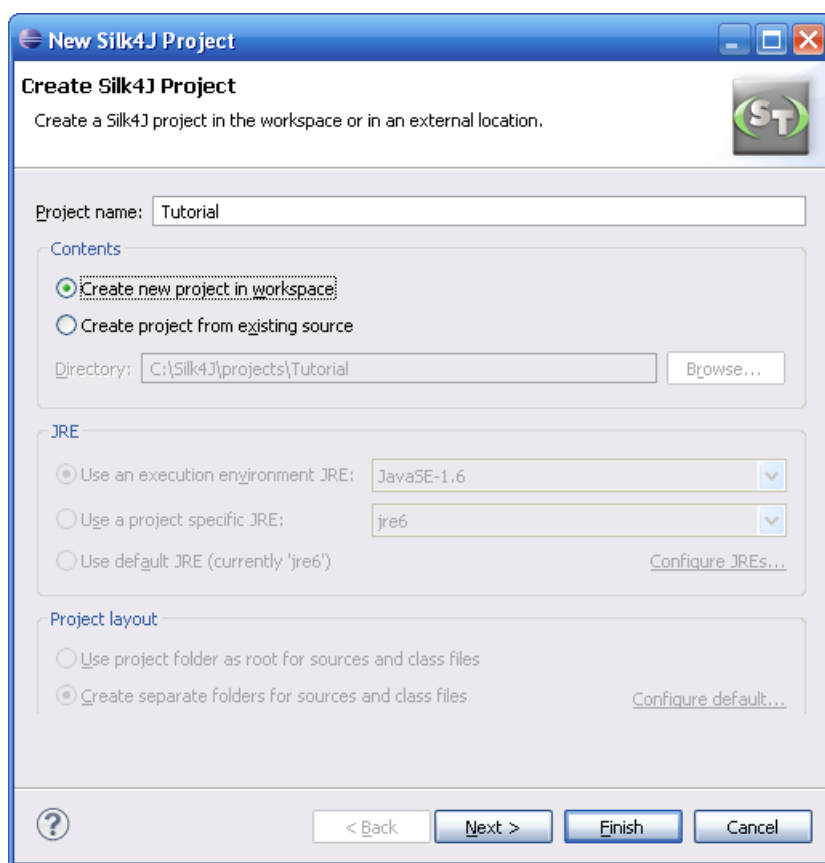 New Silk4J Project
Create Silk4J Project
Create a Silk4J project in the workspace or in an external location.
ST
Project name: Tutorial
Contents
Create new project in workspace
Create project from existing source
Directory: C:\Silk4J\projects\Tutorial Browse...
JRE
Use an execution environment JRE: JavaSE-1.6
Use a project specific JRE: jre6
Use default JRE (currently 'jre6') Configure JREs...
Project layout
Use project folder as root for sources and class files
Create separate folders for sources and class files Configure default...
? < Back Next > Finish Cancel